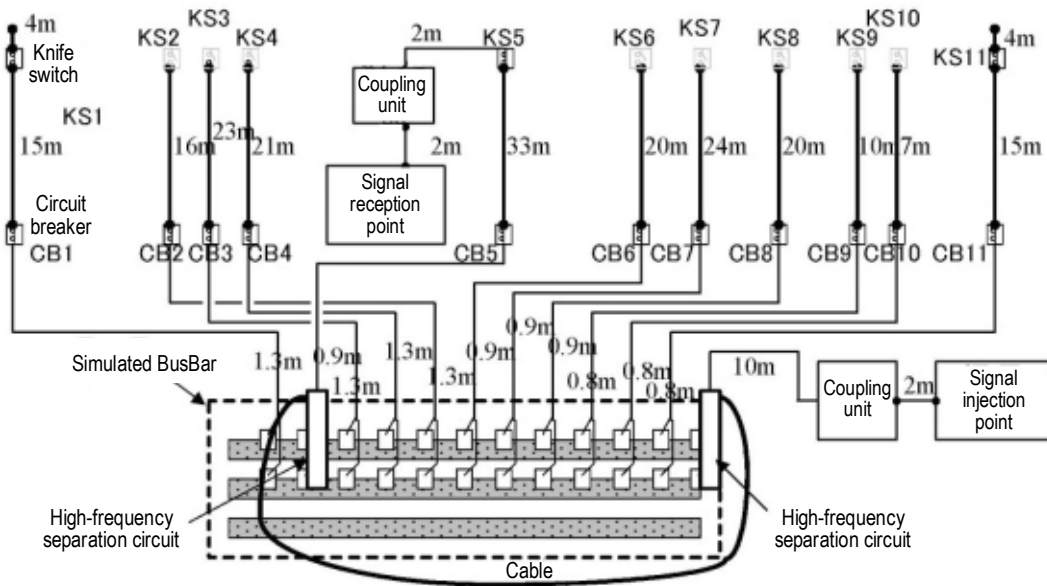 4m
Knife
switch
KS1
15m
Circuit
breaker
CB1
KS2
KS3
KS4
16m
23m
21m
CB2
CB3
CB4
2m
KS5
Coupling
unit
2m
33m
Signal
reception
point
CB5
KS6
KS7
KS8
KS9
KS10
20m
24m
20m
10m
7m
CB6
CB7
CB8
CB9
CB10
4m
KS11
15m
CB11
Simulated BusBar
1.3m
0.9m
1.3m
1.3m
1.3m
0.9m
0.9m
0.9m
0.8m
0.8m
0.8m
10m
Coupling
unit
2m
Signal
injection
point
High-frequency
separation circuit
High-frequency
separation circuit
Cable